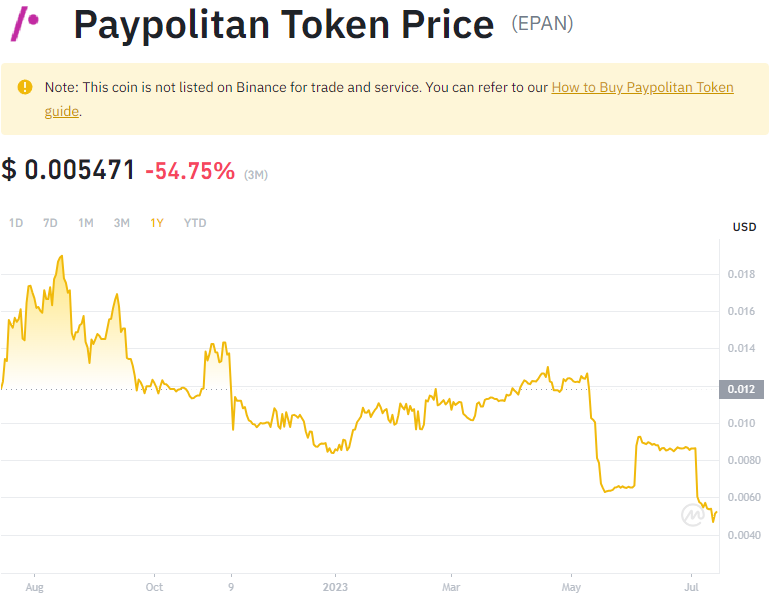 Paypolitan Token Price (EPAN)
Note: This coin is not listed on Binance for trade and service. You can refer to our How to Buy Paypolitan Token
guide.
$ 0.005471 -54.75% (3M)
1D 7D 1M 3M 1Y YTD
USD
0.018
0.016
0.014
0.012
0.010
0.0080
0.0060
0.0040
Aug Oct 9 2023 Mar May Jul